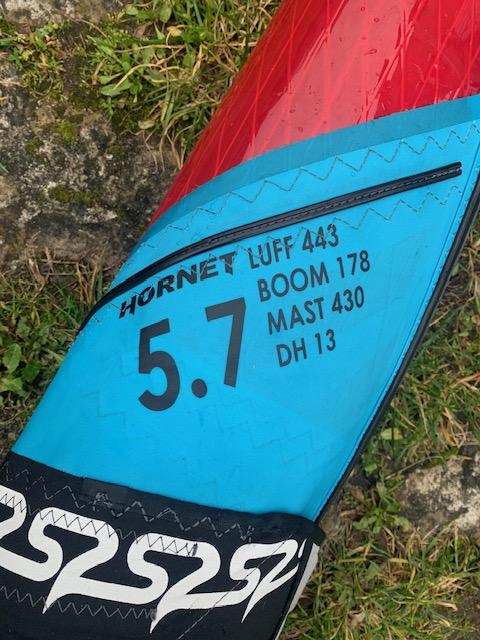 HORNET
5.7
LUFF 443
BOOM 178
MAST 430
DH 13